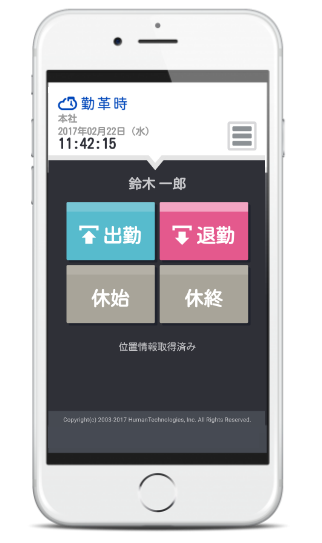 勤革時
本社
2017年02月22日（水）
11:42:15
鈴木 一郎
出勤 退勤
休始 休終
位置情報取得済み
Copyright(c) 2003-2017 HumanTechnologies, Inc. All Rights Reserved.